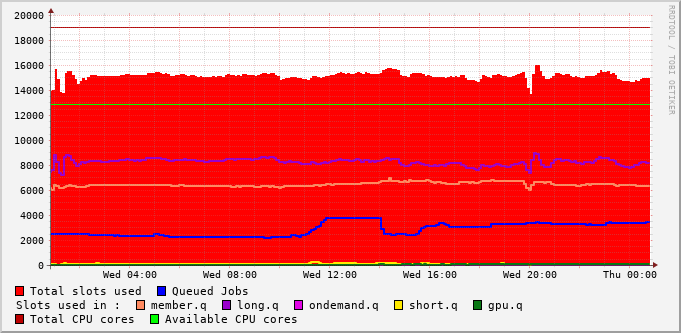 RRDTOOL / TOBI OETIKER
20000
18000
16000
14000
12000
10000
8000
6000
4000
2000
0
Wed 04:00 Wed 08:00 Wed 12:00 Wed 16:00 Wed 20:00 Thu 00:00
Total slots used Queued Jobs
Slots used in : member.q long.q ondemand.q short.q gpu.q
Total CPU cores Available CPU cores